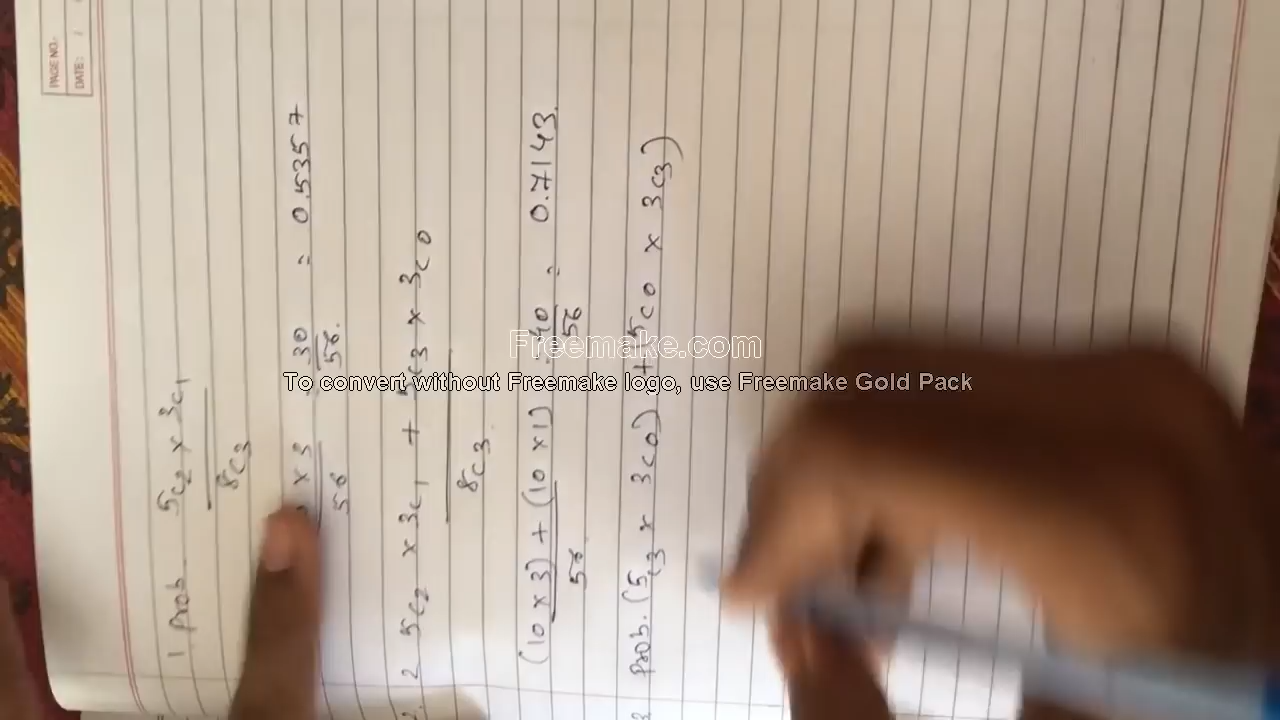 PAGE NO.:
DATE: /
1 Prob 5C2 x 3C1
8C3
x 3 30 = 0.5357
56 56.
2 5C2 x 3C1 + 5C3 x 3C0
8C3
(10 x 3) + (10 x 1) 40 = 0.7143
56 56
3 Prob. (5C3 x 3C0) + (5C0 x 3C3)
Freemake.com
To convert without Freemake logo, use Freemake Gold Pack